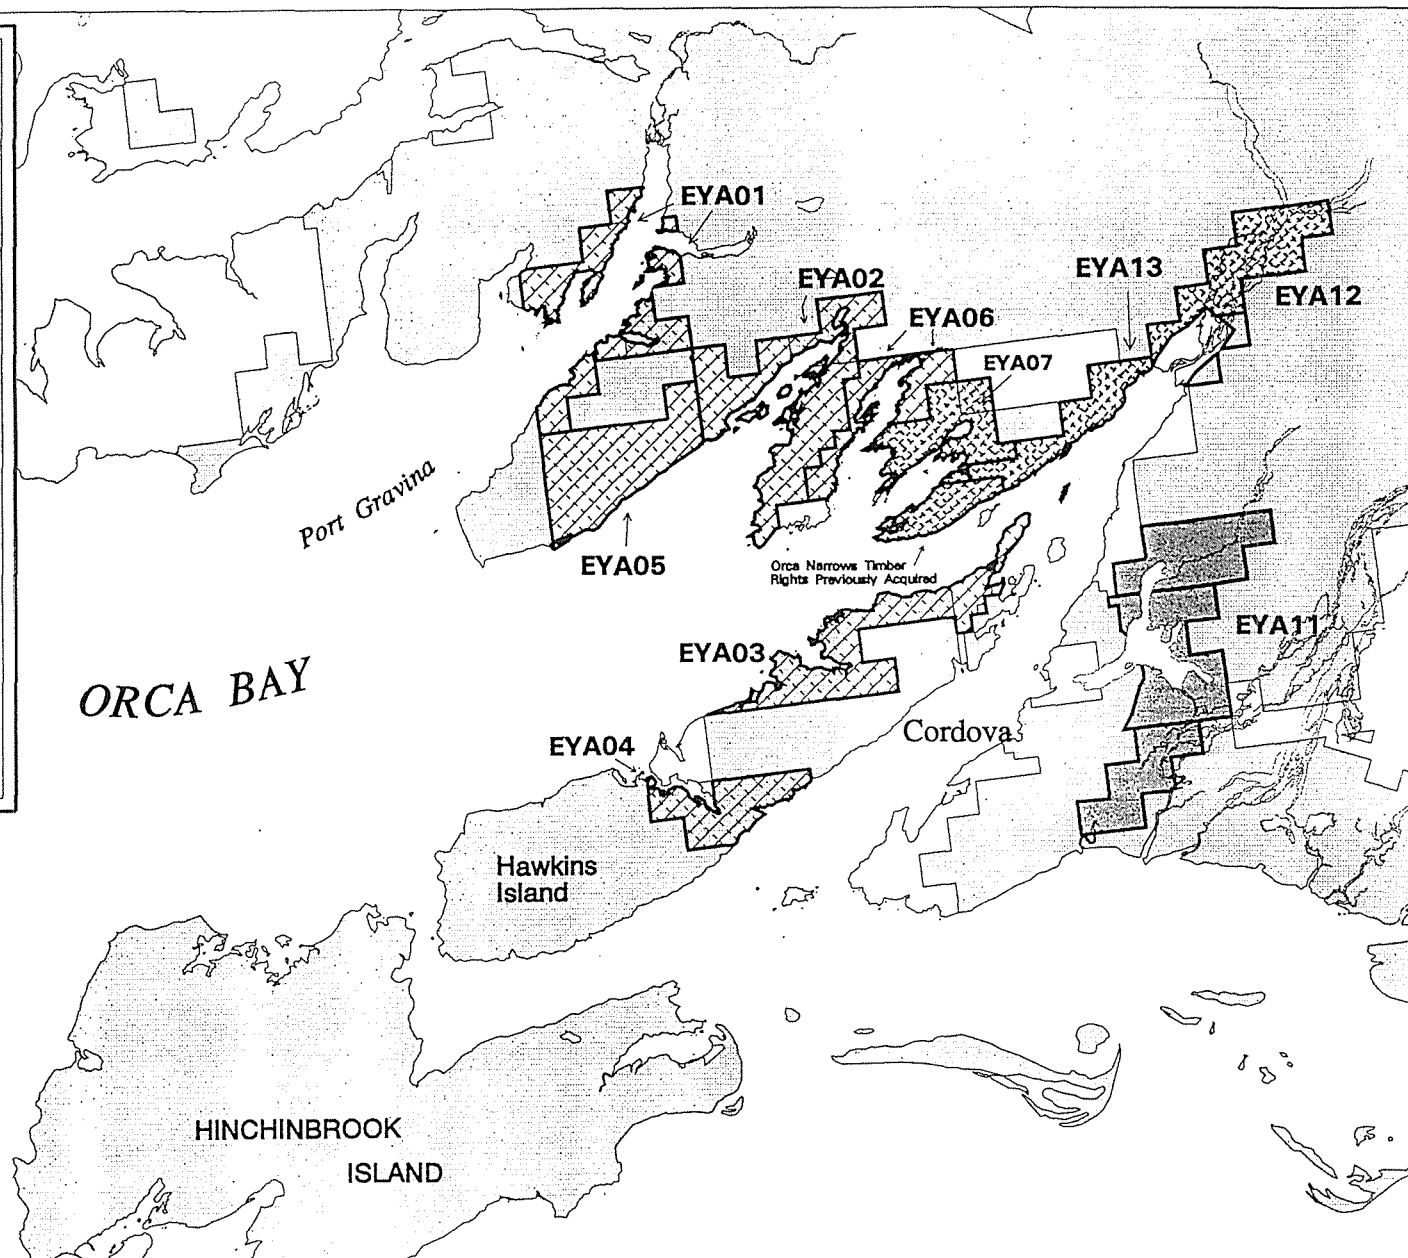 EYA01
EYA13
EYA02
EYA12
EYA06
EYA07
Port Gravina
EYA05
Orca Narrows Timber
Rights Previously Acquired
EYA11
EYA03
ORCA BAY
Cordova
EYA04
Hawkins
Island
HINCHINBROOK
ISLAND